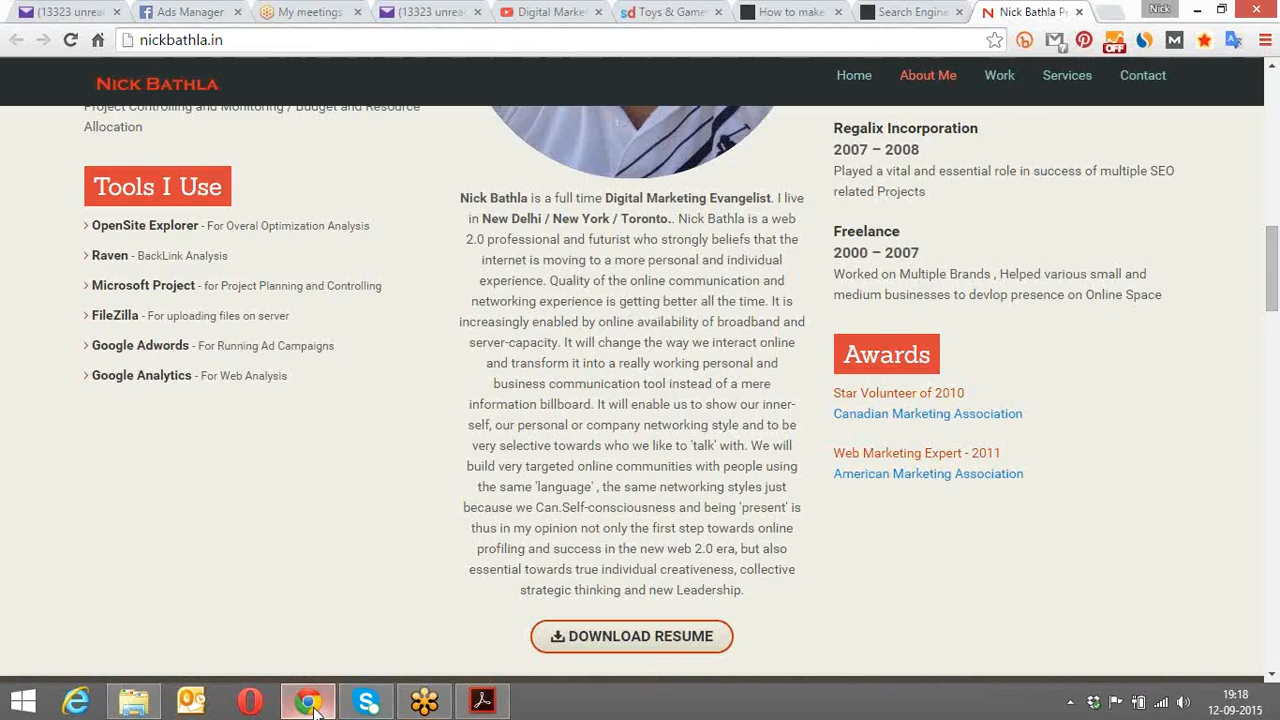 (13323 unrea
Ads Manager
My meetings
(13323 unrea
Digital Marke
Toys & Game
How to make
Search Engine
Nick Bathla Pe
Nick
nickbathla.in
OFF
NICK BATHLA
Home
About Me
Work
Services
Contact
Project Controlling and Monitoring / Budget and Resource
Allocation
Tools I Use
OpenSite Explorer - For Overal Optimization Analysis
Raven - BackLink Analysis
Microsoft Project - for Project Planning and Controlling
FileZilla - For uploading files on server
Google Adwords - For Running Ad Campaigns
Google Analytics - For Web Analysis
Nick Bathla is a full time Digital Marketing Evangelist. I live
in New Delhi / New York / Toronto.. Nick Bathla is a web
2.0 professional and futurist who strongly beliefs that the
internet is moving to a more personal and individual
experience. Quality of the online communication and
networking experience is getting better all the time. It is
increasingly enabled by online availability of broadband and
server-capacity. It will change the way we interact online
and transform it into a really working personal and
business communication tool instead of a mere
information billboard. It will enable us to show our inner-
self, our personal or company networking style and to be
very selective towards who we like to 'talk' with. We will
build very targeted online communities with people using
the same 'language' , the same networking styles just
because we Can.Self-consciousness and being 'present' is
thus in my opinion not only the first step towards online
profiling and success in the new web 2.0 era, but also
essential towards true individual creativeness, collective
strategic thinking and new Leadership.
DOWNLOAD RESUME
Regalix Incorporation
2007 – 2008
Played a vital and essential role in success of multiple SEO
related Projects
Freelance
2000 – 2007
Worked on Multiple Brands , Helped various small and
medium businesses to devlop presence on Online Space
Awards
Star Volunteer of 2010
Canadian Marketing Association
Web Marketing Expert - 2011
American Marketing Association
19:18
12-09-2015